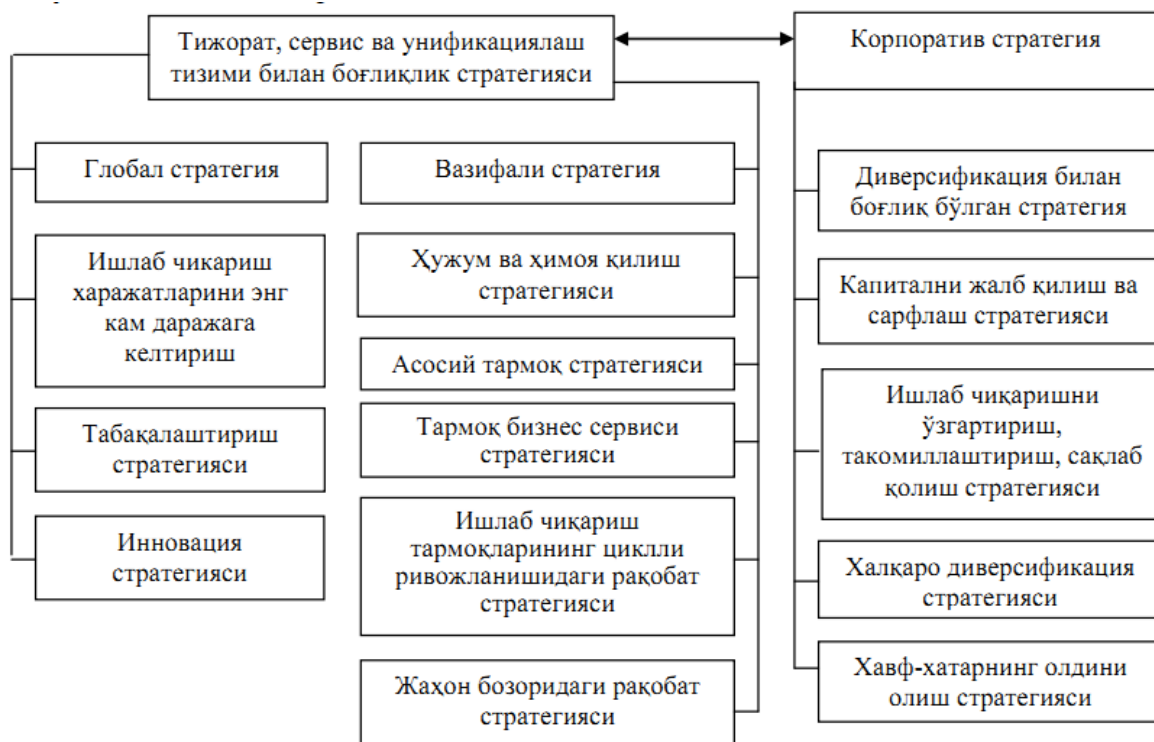 Тижорат, сервис ва унификациялаш
тизими билан боғлиқлик стратегияси
Корпоратив стратегия
Глобал стратегия
Ишлаб чикариш
харажатларини энг
кам даражага
келтириш
Табақалаштириш
стратегияси
Инновация
стратегияси
Вазифали стратегия
Ҳужум ва ҳимоя қилиш
стратегияси
Асосий тармоқ стратегияси
Тармоқ бизнес сервиси
стратегияси
Ишлаб чиқариш
тармоқларининг циклли
ривожланишидаги рақобат
стратегияси
Жаҳон бозоридаги рақобат
стратегияси
Диверсификация билан
боғлиқ бўлган стратегия
Капитални жалб қилиш ва
сарфлаш стратегияси
Ишлаб чиқаришни
ўзгартириш,
такомиллаштириш, сақлаб
қолиш стратегияси
Халқаро диверсификация
стратегияси
Хавф-хатарнинг олдини
олиш стратегияси